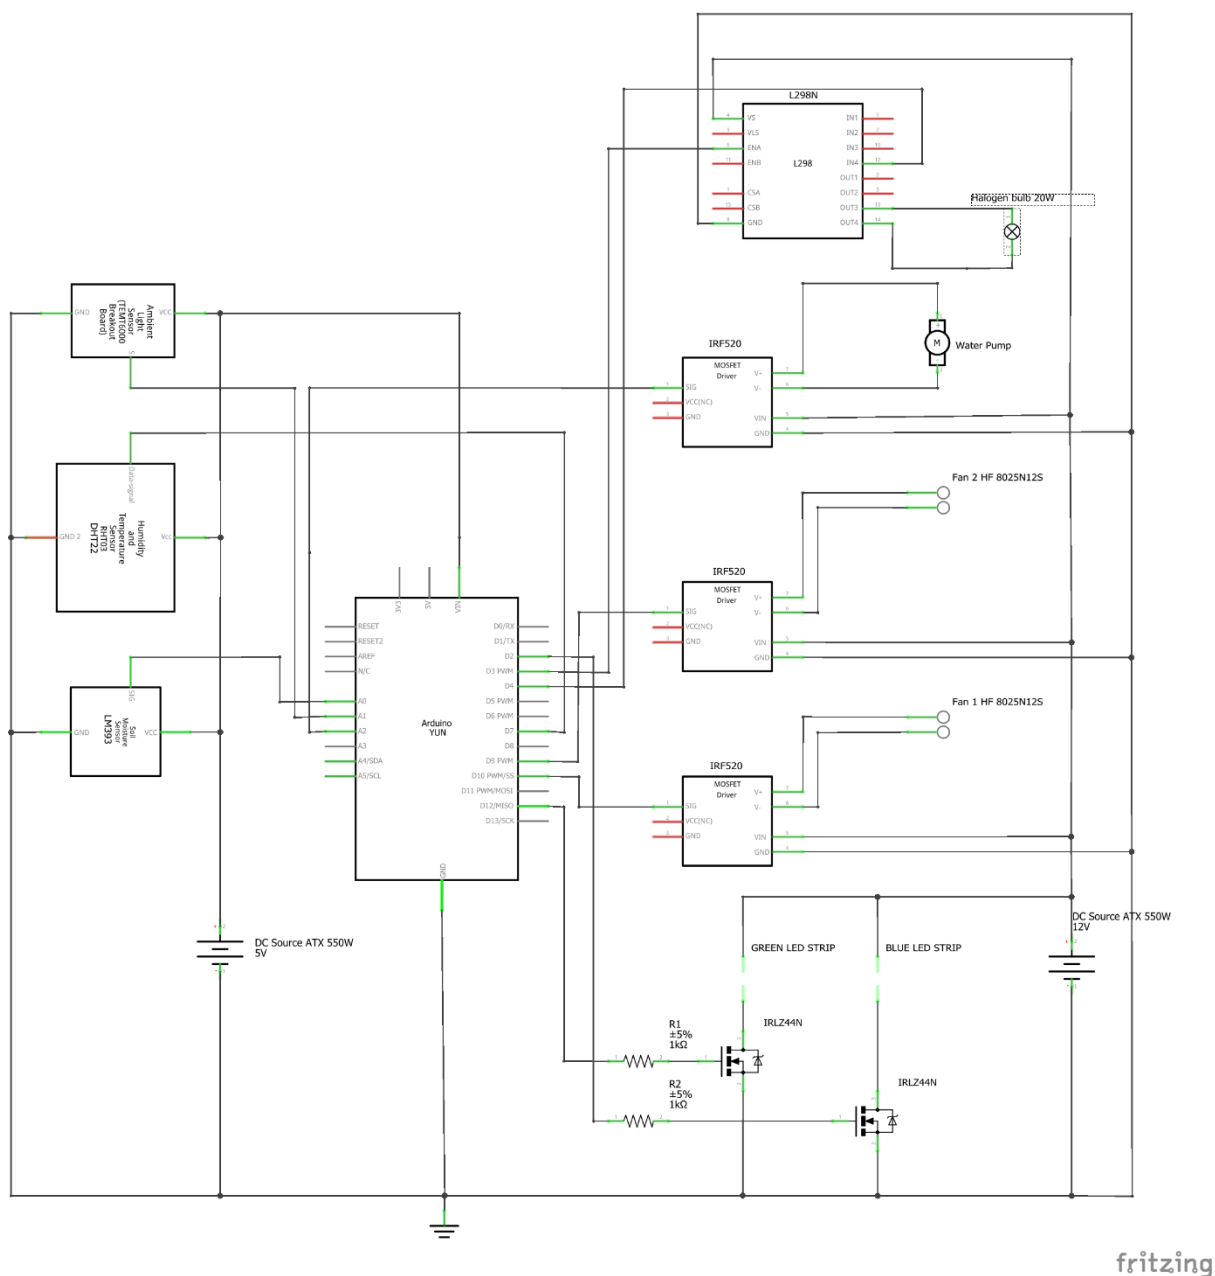 L298N
VS
VLS
ENA
ENB
CSA
CSB
GND
L298
IN1
IN2
IN3
IN4
OUT1
OUT2
OUT3
OUT4
Halogen bulb 20W
GND
Ambient
Light
Sensor
(TEMT6000
Breakout
Board)
VCC
S
IRF520
MOSFET
Driver
SIG
VCC(NC)
GND
V+
V-
VIN
GND
M
Water Pump
Data-signal
GND 2
Humidity
and
Temperature
Sensor
RHT03
DHT22
Vcc
Fan 2 HF 8025N12S
IRF520
MOSFET
Driver
SIG
VCC(NC)
GND
V+
V-
VIN
GND
3V3
5V
VIN
RESET
RESET2
AREF
N/C
A0
A1
A2
A3
A4/SDA
A5/SCL
Arduino
YUN
D0/RX
D1/TX
D2
D3 PWM
D4
D5 PWM
D6 PWM
D7
D8
D9 PWM
D10 PWM/SS
D11 PWM/MOSI
D12/MISO
D13/SCK
GND
SIG
GND
Soil
Moisture
Sensor
LM393
VCC
Fan 1 HF 8025N12S
IRF520
MOSFET
Driver
SIG
VCC(NC)
GND
V+
V-
VIN
GND
DC Source ATX 550W
5V
GREEN LED STRIP
BLUE LED STRIP
DC Source ATX 550W
12V
R1
±5%
1kΩ
IRLZ44N
R2
±5%
1kΩ
IRLZ44N
fritzing